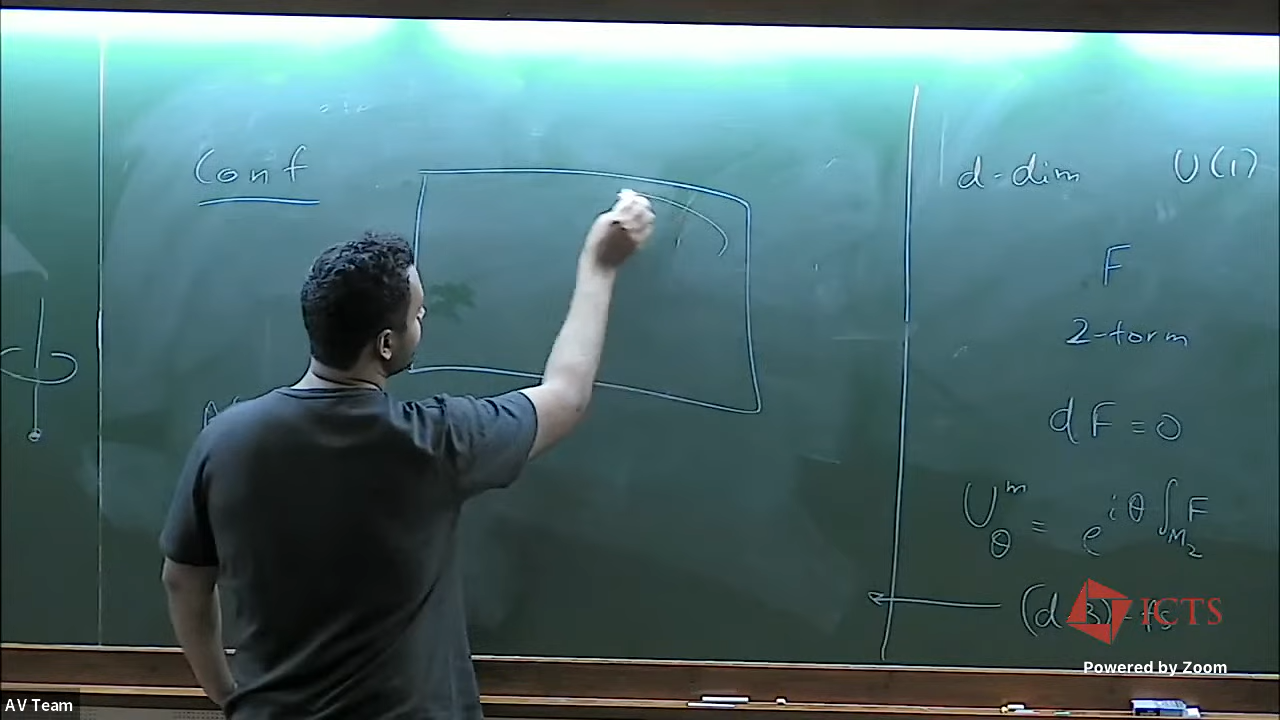 Conf
d-dim U(1)
F
2-form
dF=0
U^m_θ = e^{iθ∫_{M_2} F}
ICTS
Powered by Zoom
AV Team